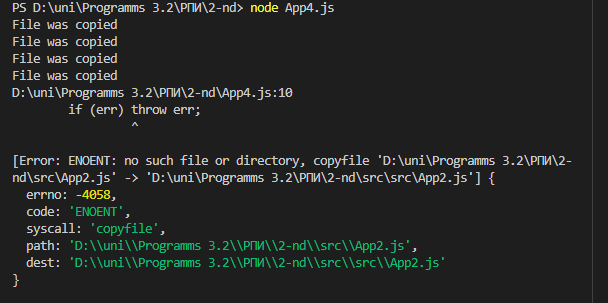 PS D:\uni\Programms 3.2\РПИ\2-nd> node App4.js
File was copied
File was copied
File was copied
File was copied
D:\uni\Programms 3.2\РПИ\2-nd\App4.js:10
        if (err) throw err;
                 ^
[Error: ENOENT: no such file or directory, copyfile 'D:\uni\Programms 3.2\РПИ\2-
nd\src\App2.js' -> 'D:\uni\Programms 3.2\РПИ\2-nd\src\src\App2.js'] {
  errno: -4058,
  code: 'ENOENT',
  syscall: 'copyfile',
  path: 'D:\\uni\\Programms 3.2\\РПИ\\2-nd\\src\\App2.js',
  dest: 'D:\\uni\\Programms 3.2\\РПИ\\2-nd\\src\\src\\App2.js'
}